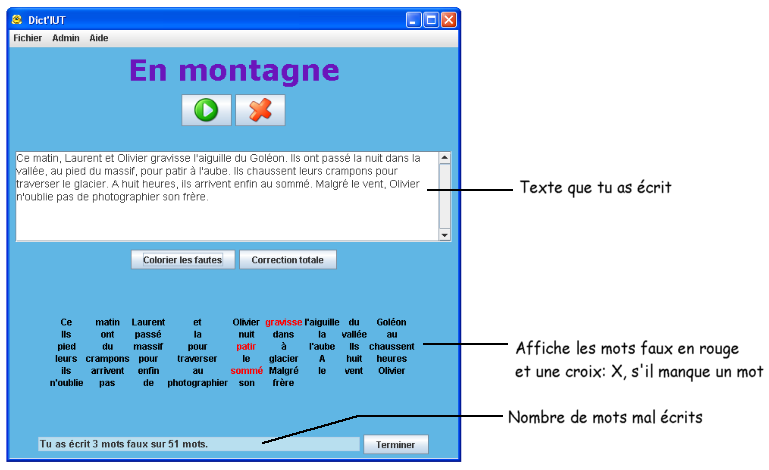 Dict'IUT
Fichier Admin Aide
En montagne
Ce matin, Laurent et Olivier gravisse l'aiguille du Goléon. Ils ont passé la nuit dans la
vallée, au pied du massif, pour patir à l'aube. Ils chaussent leurs crampons pour
traverser le glacier. A huit heures, ils arrivent enfin au sommé. Malgré le vent, Olivier
n'oublie pas de photographier son frère.
Texte que tu as écrit
Colorier les fautes Correction totale
Ce matin Laurent et Olivier gravisse l'aiguille du Goléon
Ils ont passé la nuit dans la vallée au
pied du massif pour patir à l'aube Ils chaussent
leurs crampons pour traverser le glacier A huit heures
ils arrivent enfin au sommé Malgré le vent Olivier
n'oublie pas de photographier son frère
Affiche les mots faux en rouge
et une croix: X, s'il manque un mot
Nombre de mots mal écrits
Tu as écrit 3 mots faux sur 51 mots.
Terminer